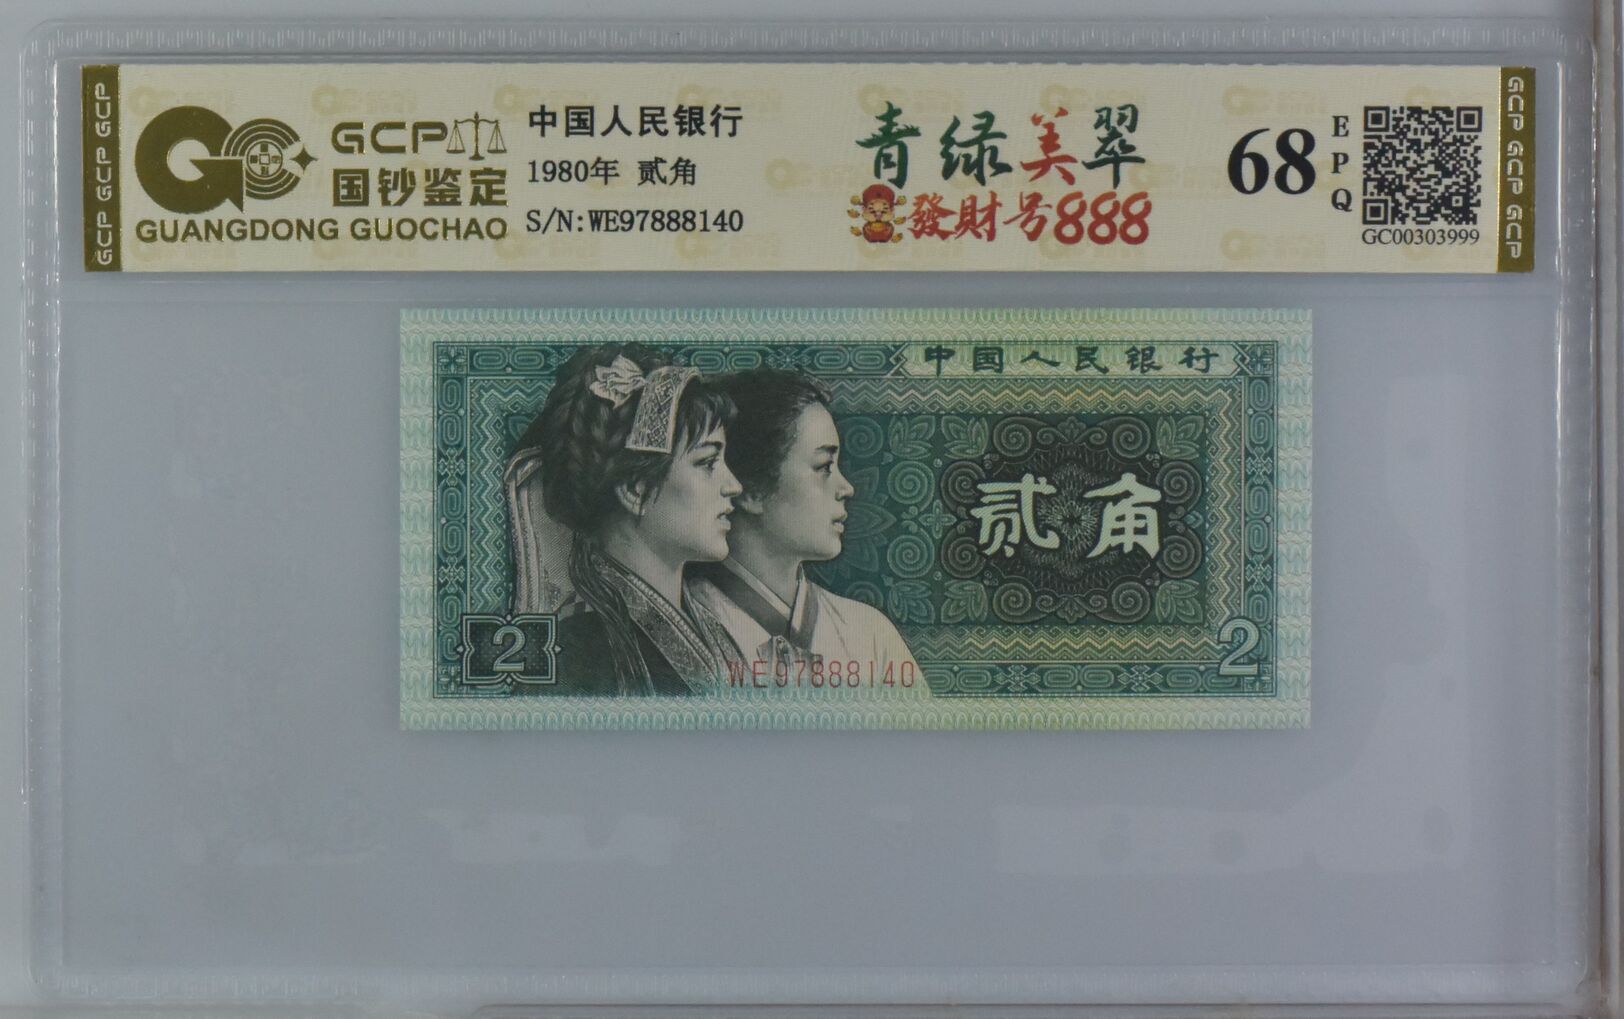 GCP GCP GCP
GCP
国钞鉴定
GUANGDONG GUOCHAO
中国人民银行
1980年 贰角
S/N:WE97888140
青绿美翠
發财号888
68
EPQ
GC00303999
GCP GCP GCP
中国人民银行
贰角
2
2
WE97888140